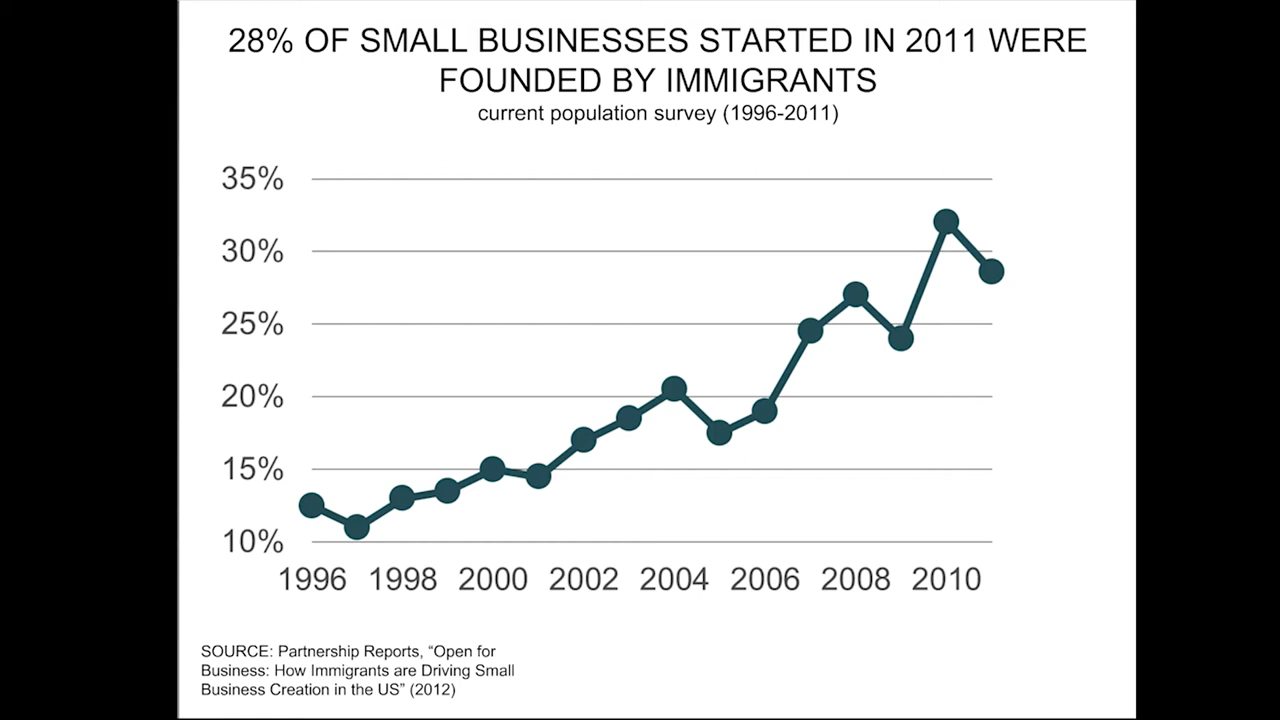 28% OF SMALL BUSINESSES STARTED IN 2011 WERE
FOUNDED BY IMMIGRANTS
current population survey (1996-2011)
35%
30%
25%
20%
15%
10%
1996 1998 2000 2002 2004 2006 2008 2010
SOURCE: Partnership Reports, “Open for
Business: How Immigrants are Driving Small
Business Creation in the US” (2012)